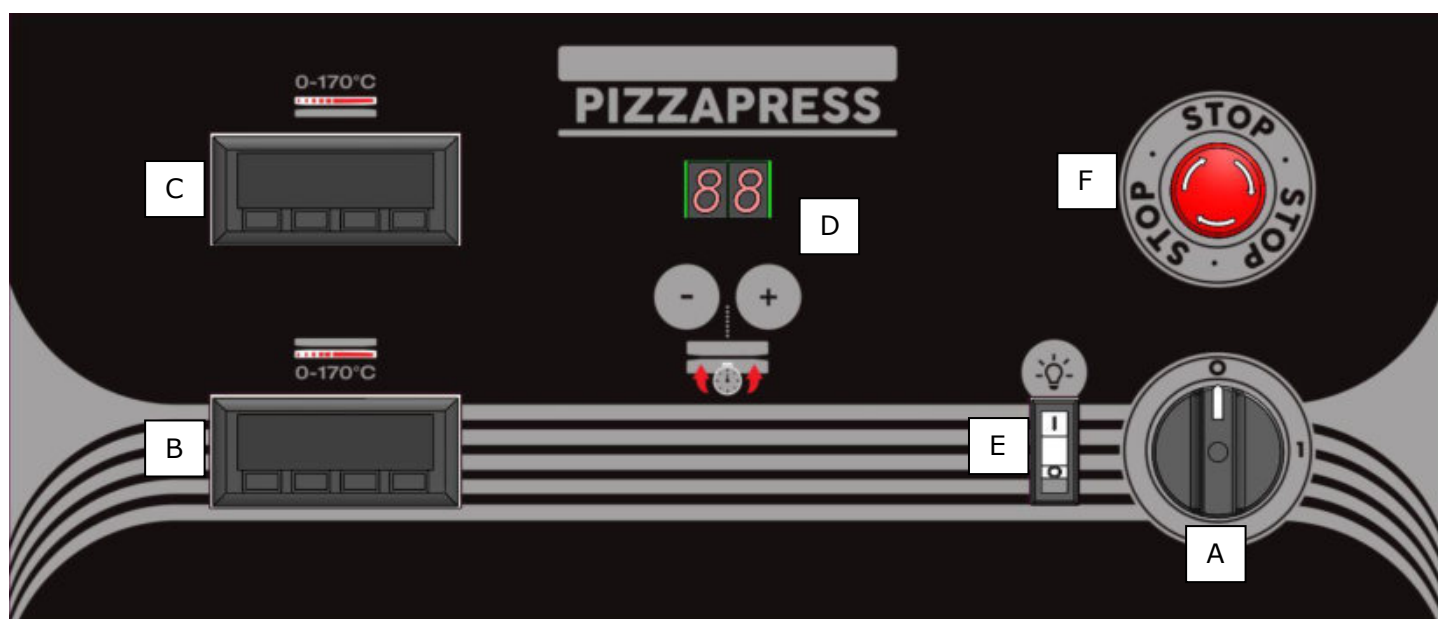 0-170°C
PIZZAPRESS
STOP · STOP · STOP ·
C
88
F
D
- +
0-170°C
O
B
E
I
O
1
A